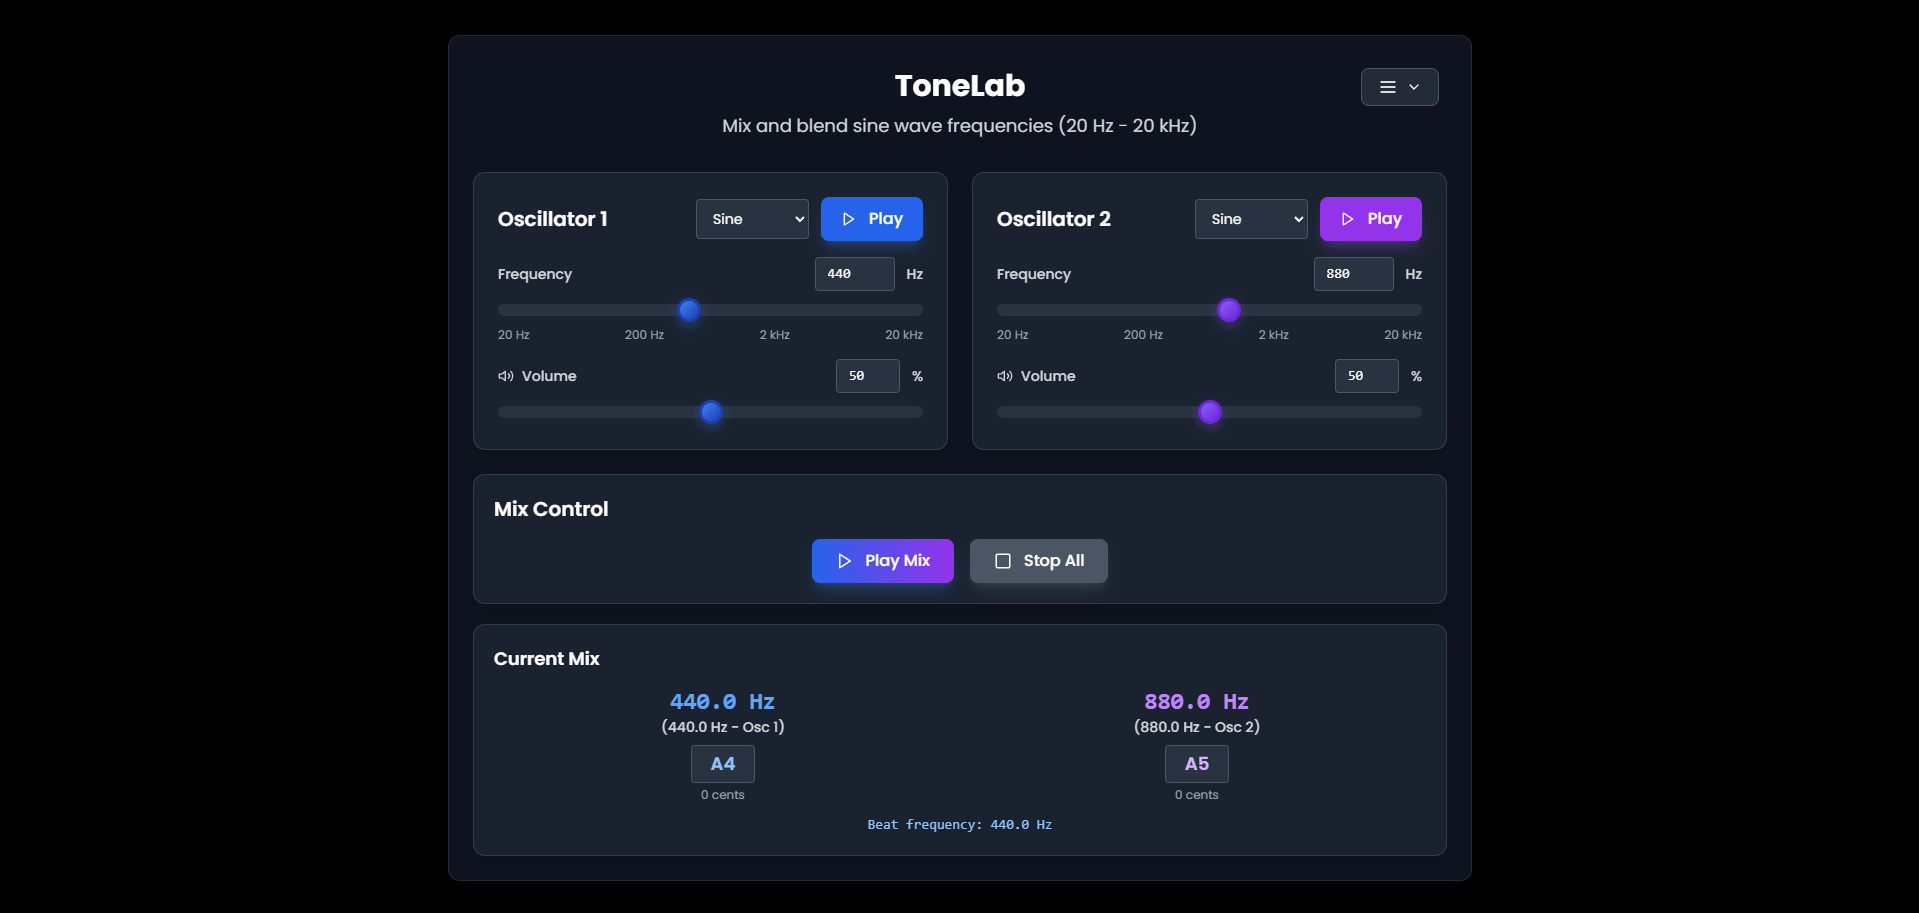 ToneLab
Mix and blend sine wave frequencies (20 Hz - 20 kHz)
Oscillator 1
Sine
Play
Frequency
440
Hz
20 Hz 200 Hz 2 kHz 20 kHz
Volume
50
%
Oscillator 2
Sine
Play
Frequency
880
Hz
20 Hz 200 Hz 2 kHz 20 kHz
Volume
50
%
Mix Control
Play Mix
Stop All
Current Mix
440.0 Hz
(440.0 Hz - Osc 1)
A4
0 cents
880.0 Hz
(880.0 Hz - Osc 2)
A5
0 cents
Beat frequency: 440.0 Hz